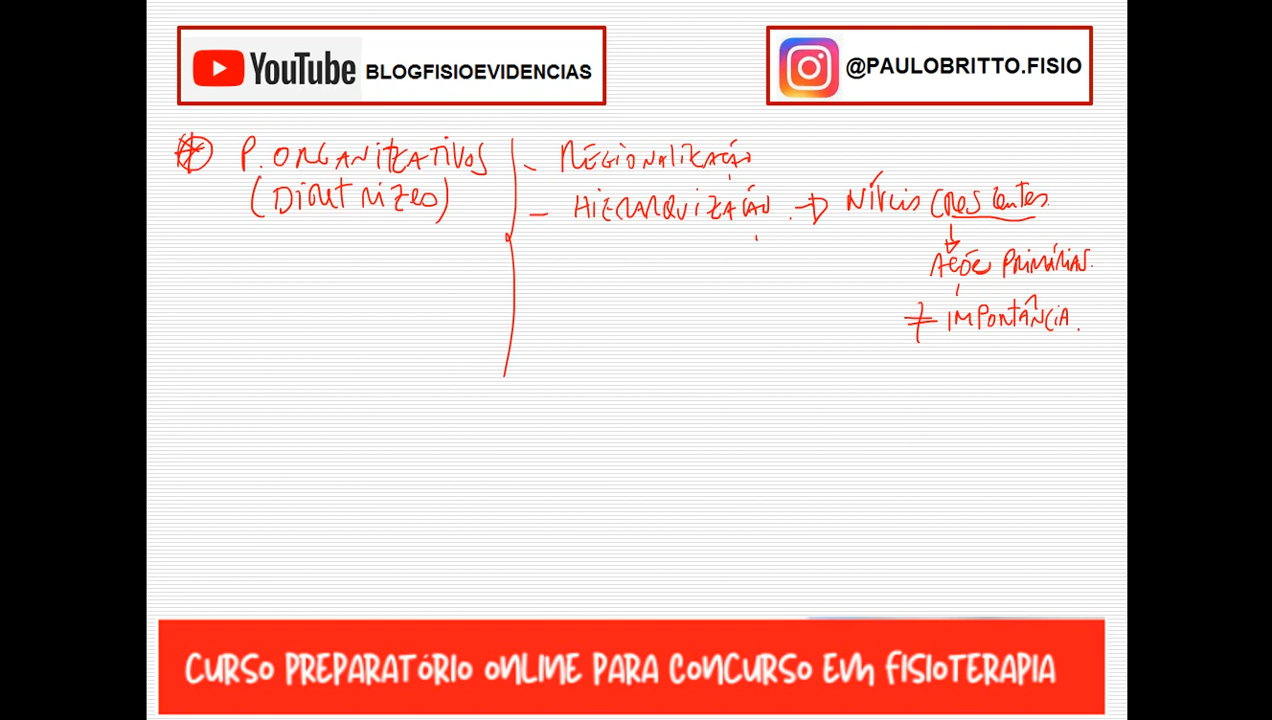 YouTube BLOGFISIOEVIDENCIAS
@PAULOBRITTO.FISIO
P. ORGANIZATIVOS - REGIONALIZAÇÃO
(DIRETRIZES) - HIERARQUIZAÇÃO → NÍVEIS CRESCENTES
AÇÕES PRIMÁRIAS.
≠ IMPORTÂNCIA.
CURSO PREPARATÓRIO ONLINE PARA CONCURSO EM FISIOTERAPIA